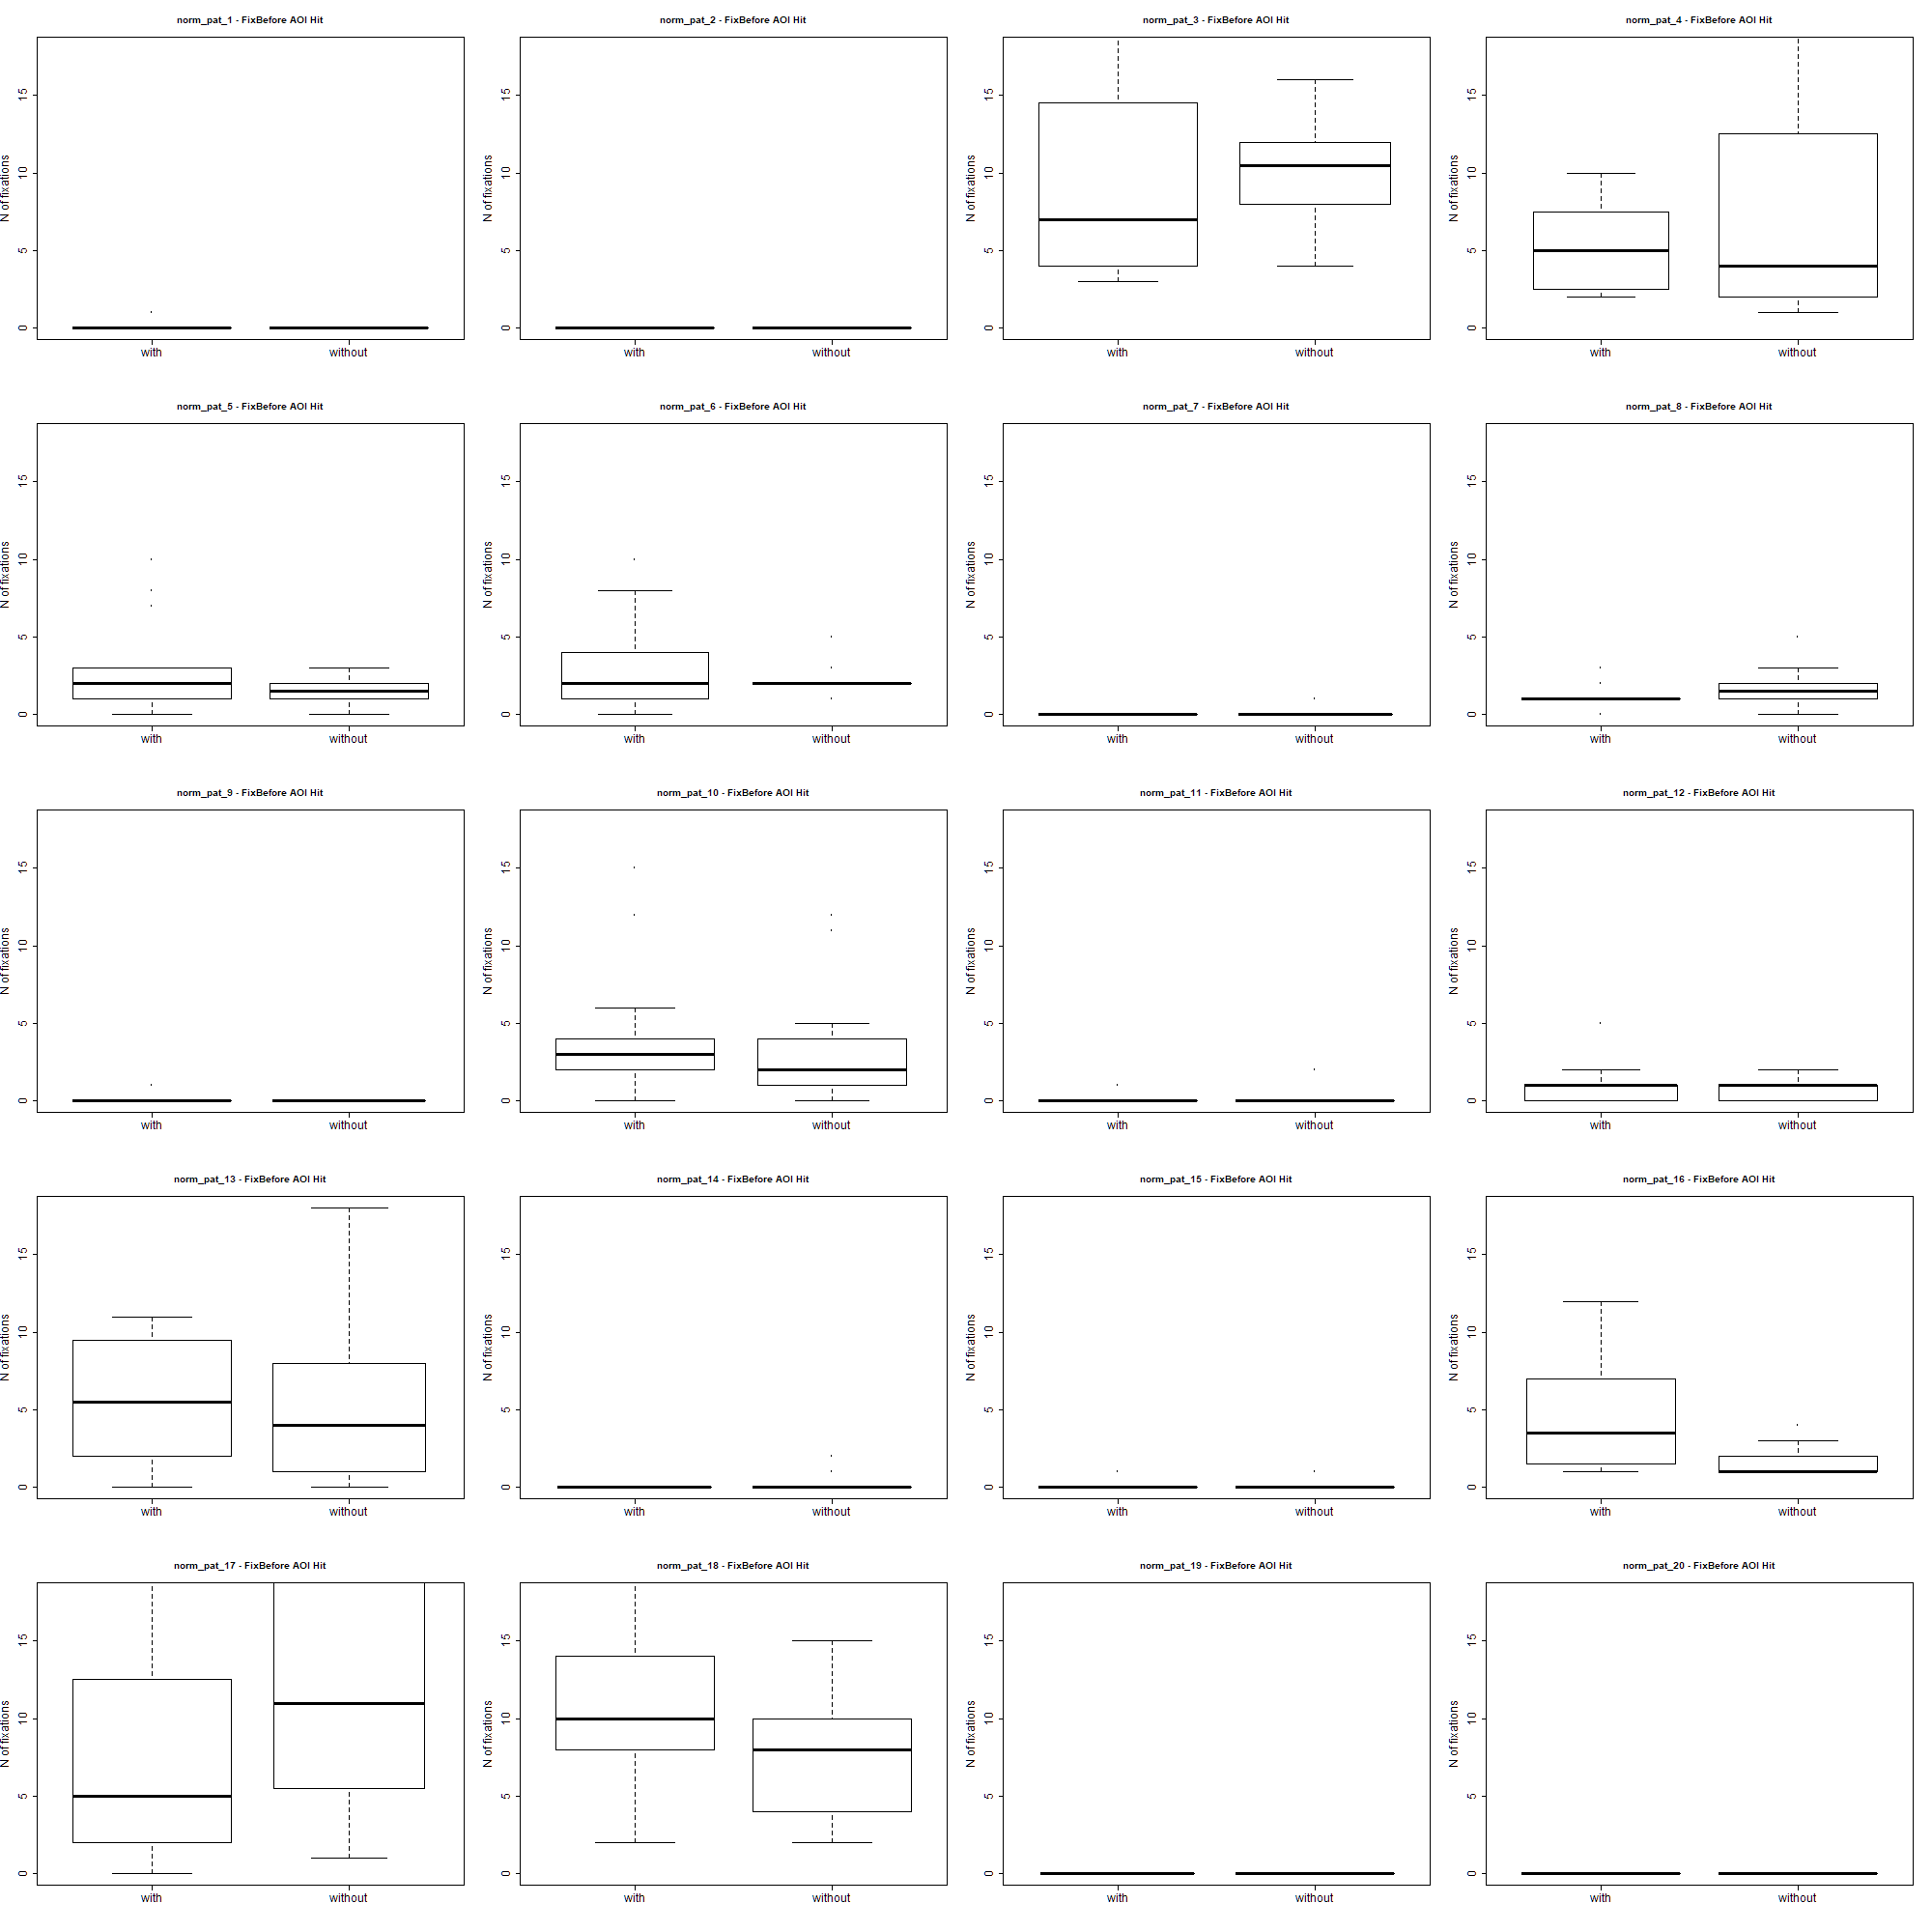 norm_pat_1 - FixBefore AOI Hit
N of fixations
0 5 10 15
with without
norm_pat_2 - FixBefore AOI Hit
N of fixations
0 5 10 15
with without
norm_pat_3 - FixBefore AOI Hit
N of fixations
0 5 10 15
with without
norm_pat_4 - FixBefore AOI Hit
N of fixations
0 5 10 15
with without
norm_pat_5 - FixBefore AOI Hit
N of fixations
0 5 10 15
with without
norm_pat_6 - FixBefore AOI Hit
N of fixations
0 5 10 15
with without
norm_pat_7 - FixBefore AOI Hit
N of fixations
0 5 10 15
with without
norm_pat_8 - FixBefore AOI Hit
N of fixations
0 5 10 15
with without
norm_pat_9 - FixBefore AOI Hit
N of fixations
0 5 10 15
with without
norm_pat_10 - FixBefore AOI Hit
N of fixations
0 5 10 15
with without
norm_pat_11 - FixBefore AOI Hit
N of fixations
0 5 10 15
with without
norm_pat_12 - FixBefore AOI Hit
N of fixations
0 5 10 15
with without
norm_pat_13 - FixBefore AOI Hit
N of fixations
0 5 10 15
with without
norm_pat_14 - FixBefore AOI Hit
N of fixations
0 5 10 15
with without
norm_pat_15 - FixBefore AOI Hit
N of fixations
0 5 10 15
with without
norm_pat_16 - FixBefore AOI Hit
N of fixations
0 5 10 15
with without
norm_pat_17 - FixBefore AOI Hit
N of fixations
0 5 10 15
with without
norm_pat_18 - FixBefore AOI Hit
N of fixations
0 5 10 15
with without
norm_pat_19 - FixBefore AOI Hit
N of fixations
0 5 10 15
with without
norm_pat_20 - FixBefore AOI Hit
N of fixations
0 5 10 15
with without